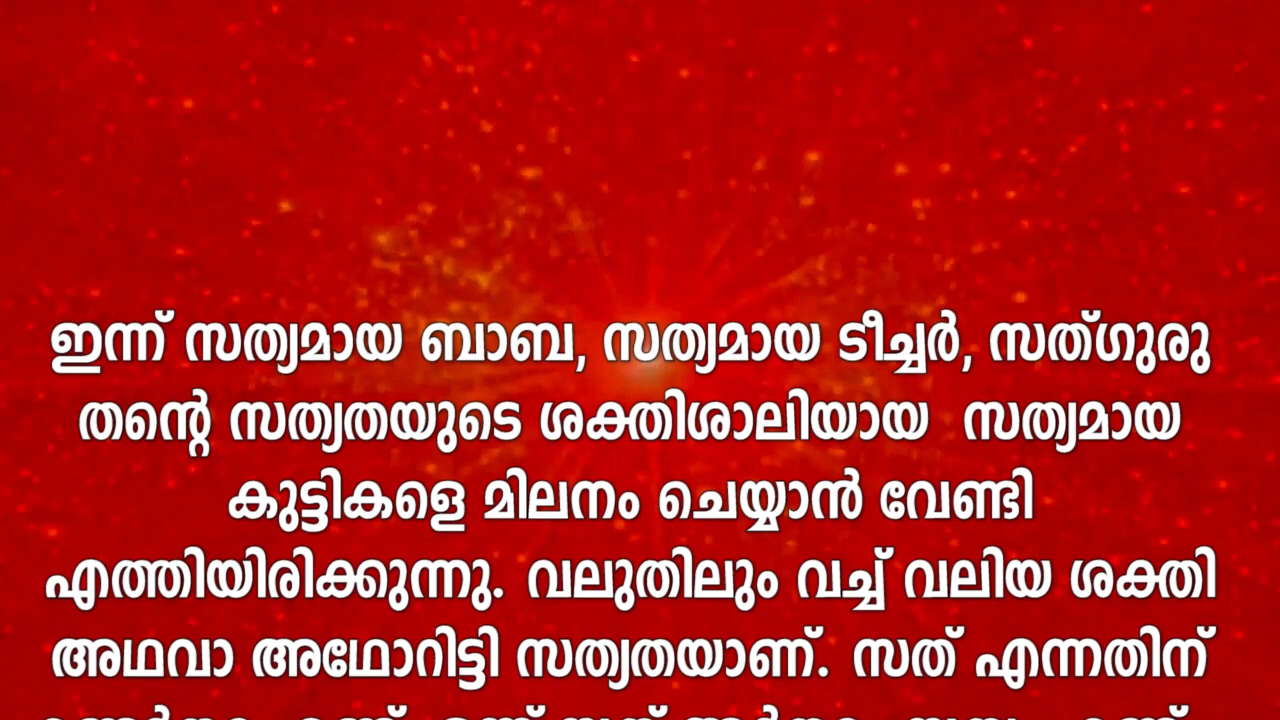 ഇന്ന് സത്യമായ ബാബ, സത്യമായ ടീച്ചർ, സത്ഗുരു
തന്റെ സത്യതയുടെ ശക്തിശാലിയായ സത്യമായ
കുട്ടികളെ മിലനം ചെയ്യാൻ വേണ്ടി
എത്തിയിരിക്കുന്നു. വലുതിലും വച്ച് വലിയ ശക്തി
അഥവാ അഥോറിട്ടി സത്യതയാണ്. സത് എന്നതിന്